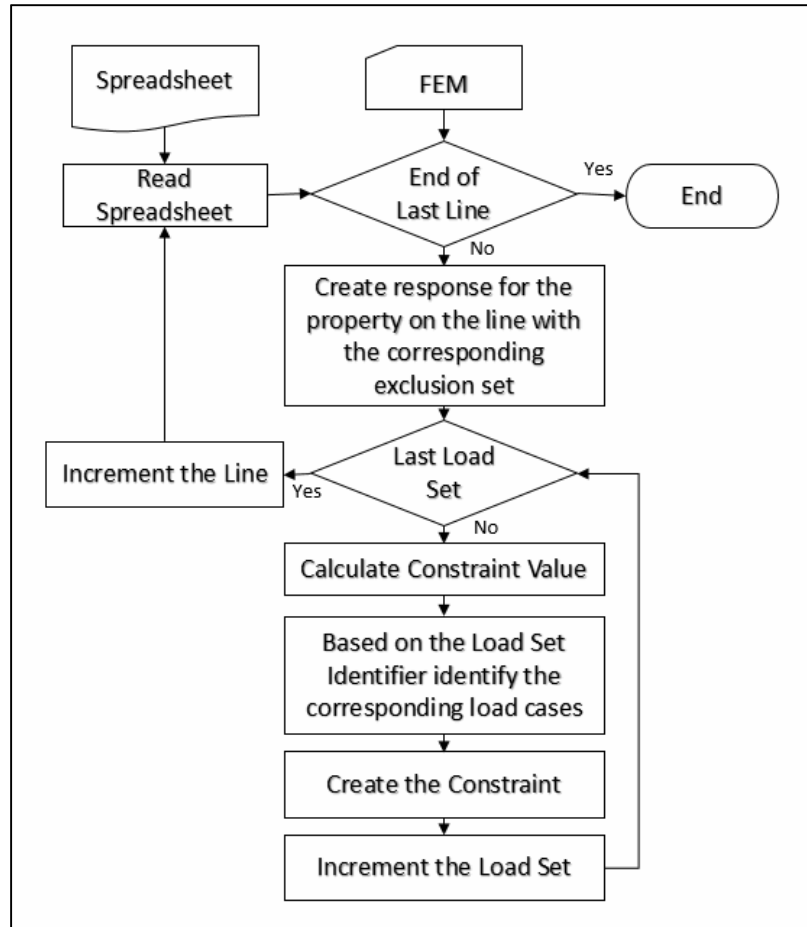 Spreadsheet
FEM
Read
Spreadsheet
End of
Last Line
Yes
End
No
Create response for the
property on the line with
the corresponding
exclusion set
Last Load
Set
Yes
Increment the Line
No
Calculate Constraint Value
Based on the Load Set
Identifier identify the
corresponding load cases
Create the Constraint
Increment the Load Set